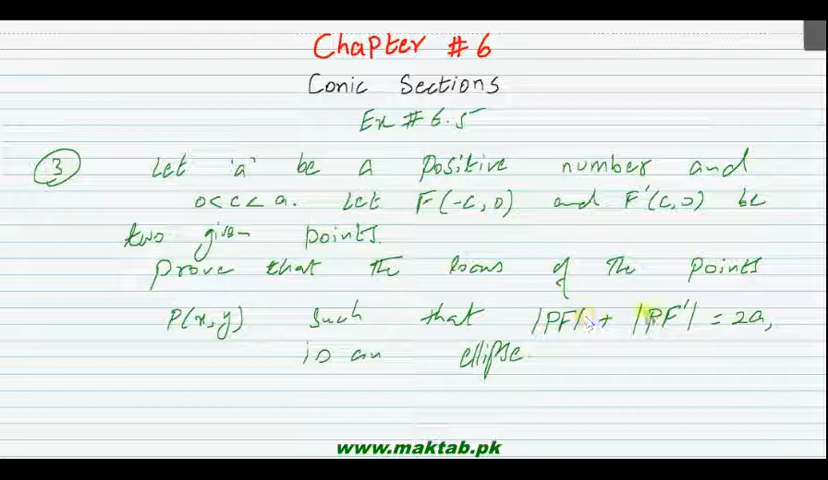 Chapter # 6
Conic Sections
Ex # 6.5
3 Let 'a' be a positive number and
0<c<a. Let F(-c,0) and F'(c,0) be
two given points.
Prove that the locus of the points
P(x,y) such that |PF| + |PF'| = 2a,
is an ellipse.
www.maktab.pk